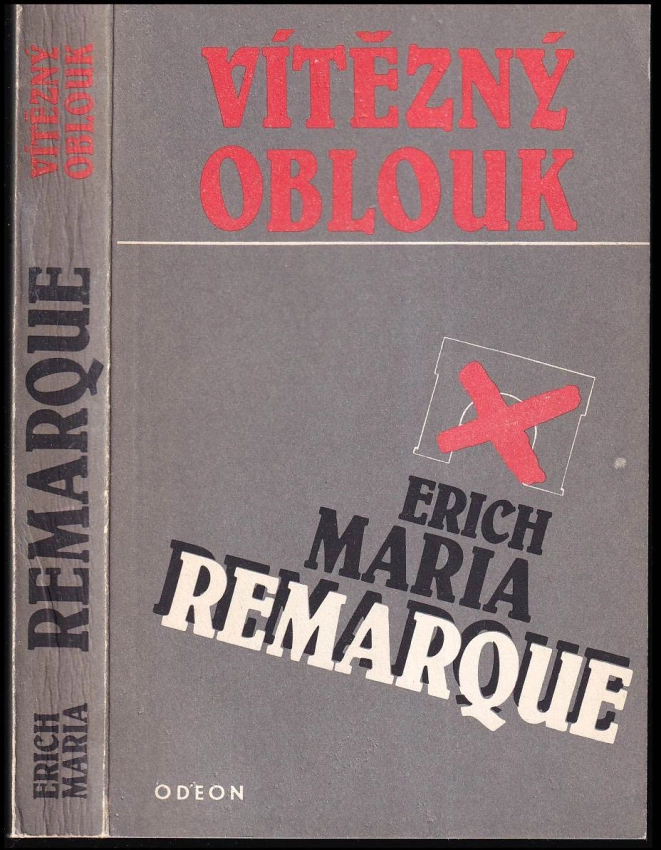 VÍTĚZNÝ
OBLOUK
REMARQUE
ERICH
MARIA
VÍTĚZNÝ
OBLOUK
ERICH
MARIA
REMARQUE
ODEON